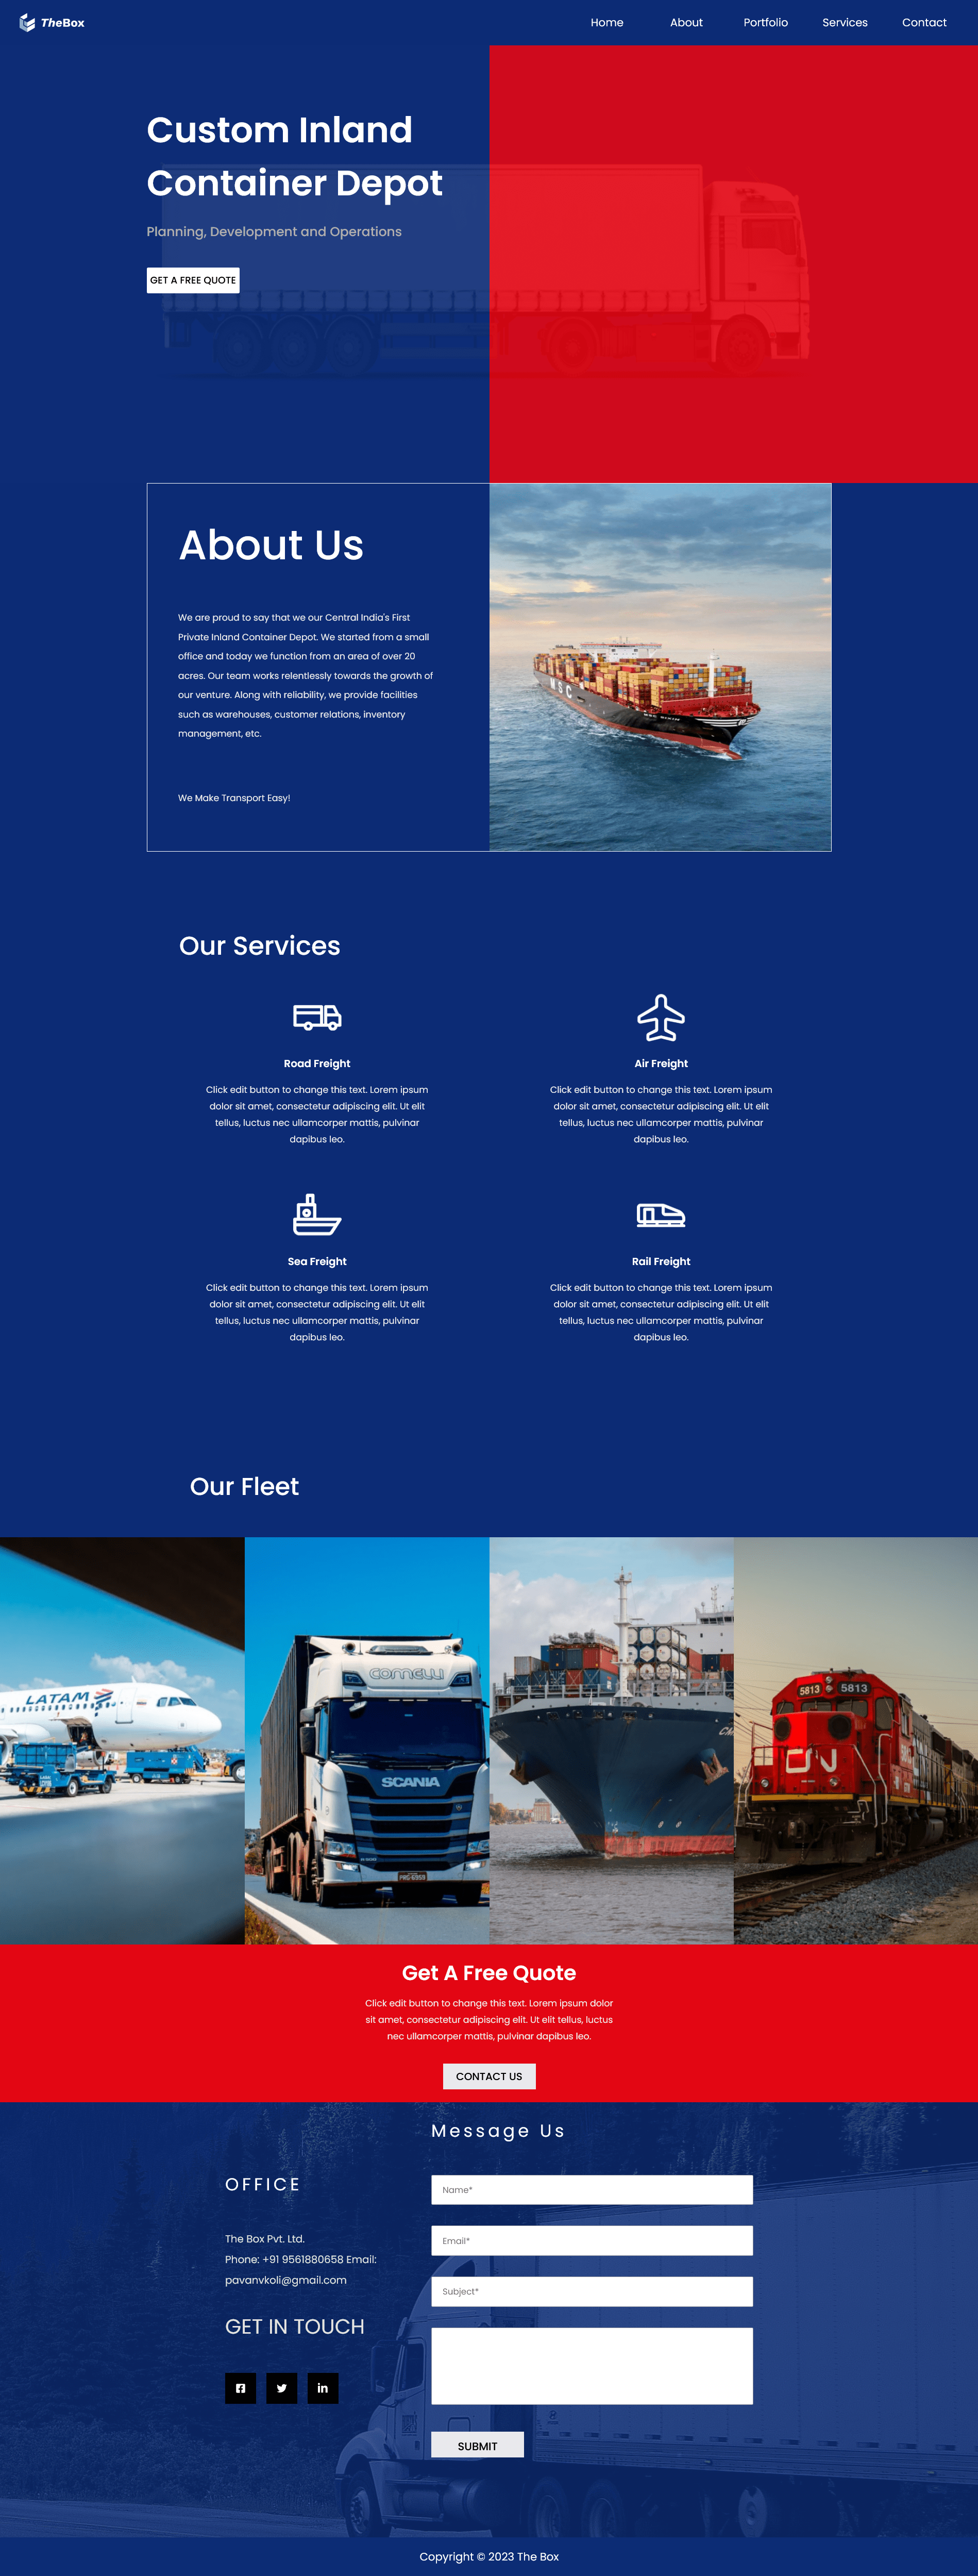 TheBox
Home
About
Portfolio
Services
Contact
Custom Inland
Container Depot
Planning, Development and Operations
GET A FREE QUOTE
About Us
We are proud to say that we our Central India's First
Private Inland Container Depot. We started from a small
office and today we function from an area of over 20
acres. Our team works relentlessly towards the growth of
our venture. Along with reliability, we provide facilities
such as warehouses, customer relations, inventory
management, etc.
We Make Transport Easy!
MSC
Our Services
Road Freight
Click edit button to change this text. Lorem ipsum
dolor sit amet, consectetur adipiscing elit. Ut elit
tellus, luctus nec ullamcorper mattis, pulvinar
dapibus leo.
Air Freight
Click edit button to change this text. Lorem ipsum
dolor sit amet, consectetur adipiscing elit. Ut elit
tellus, luctus nec ullamcorper mattis, pulvinar
dapibus leo.
Sea Freight
Click edit button to change this text. Lorem ipsum
dolor sit amet, consectetur adipiscing elit. Ut elit
tellus, luctus nec ullamcorper mattis, pulvinar
dapibus leo.
Rail Freight
Click edit button to change this text. Lorem ipsum
dolor sit amet, consectetur adipiscing elit. Ut elit
tellus, luctus nec ullamcorper mattis, pulvinar
dapibus leo.
Our Fleet
LATAM
comelli
SCANIA
5813 5813
CN
Get A Free Quote
Click edit button to change this text. Lorem ipsum dolor
sit amet, consectetur adipiscing elit. Ut elit tellus, luctus
nec ullamcorper mattis, pulvinar dapibus leo.
CONTACT US
OFFICE
The Box Pvt. Ltd.
Phone: +91 9561880658 Email:
pavanvkoli@gmail.com
GET IN TOUCH
Message Us
Name*
Email*
Subject*
SUBMIT
Copyright © 2023 The Box